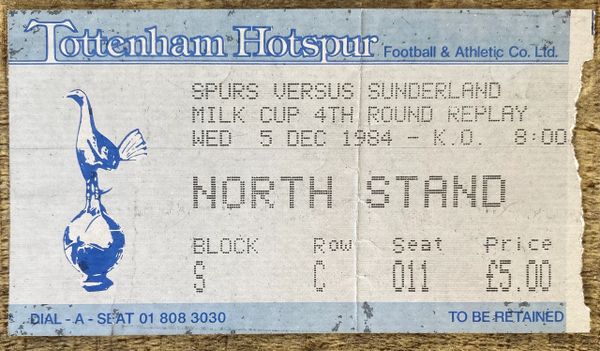 Tottenham Hotspur Football & Athletic Co. Ltd.
SPURS VERSUS SUNDERLAND
MILK CUP 4TH ROUND REPLAY
WED 5 DEC 1984 - K.O. 8:00
NORTH STAND
BLOCK Row Seat Price
S C 011 £5.00
DIAL - A - SEAT 01 808 3030 TO BE RETAINED